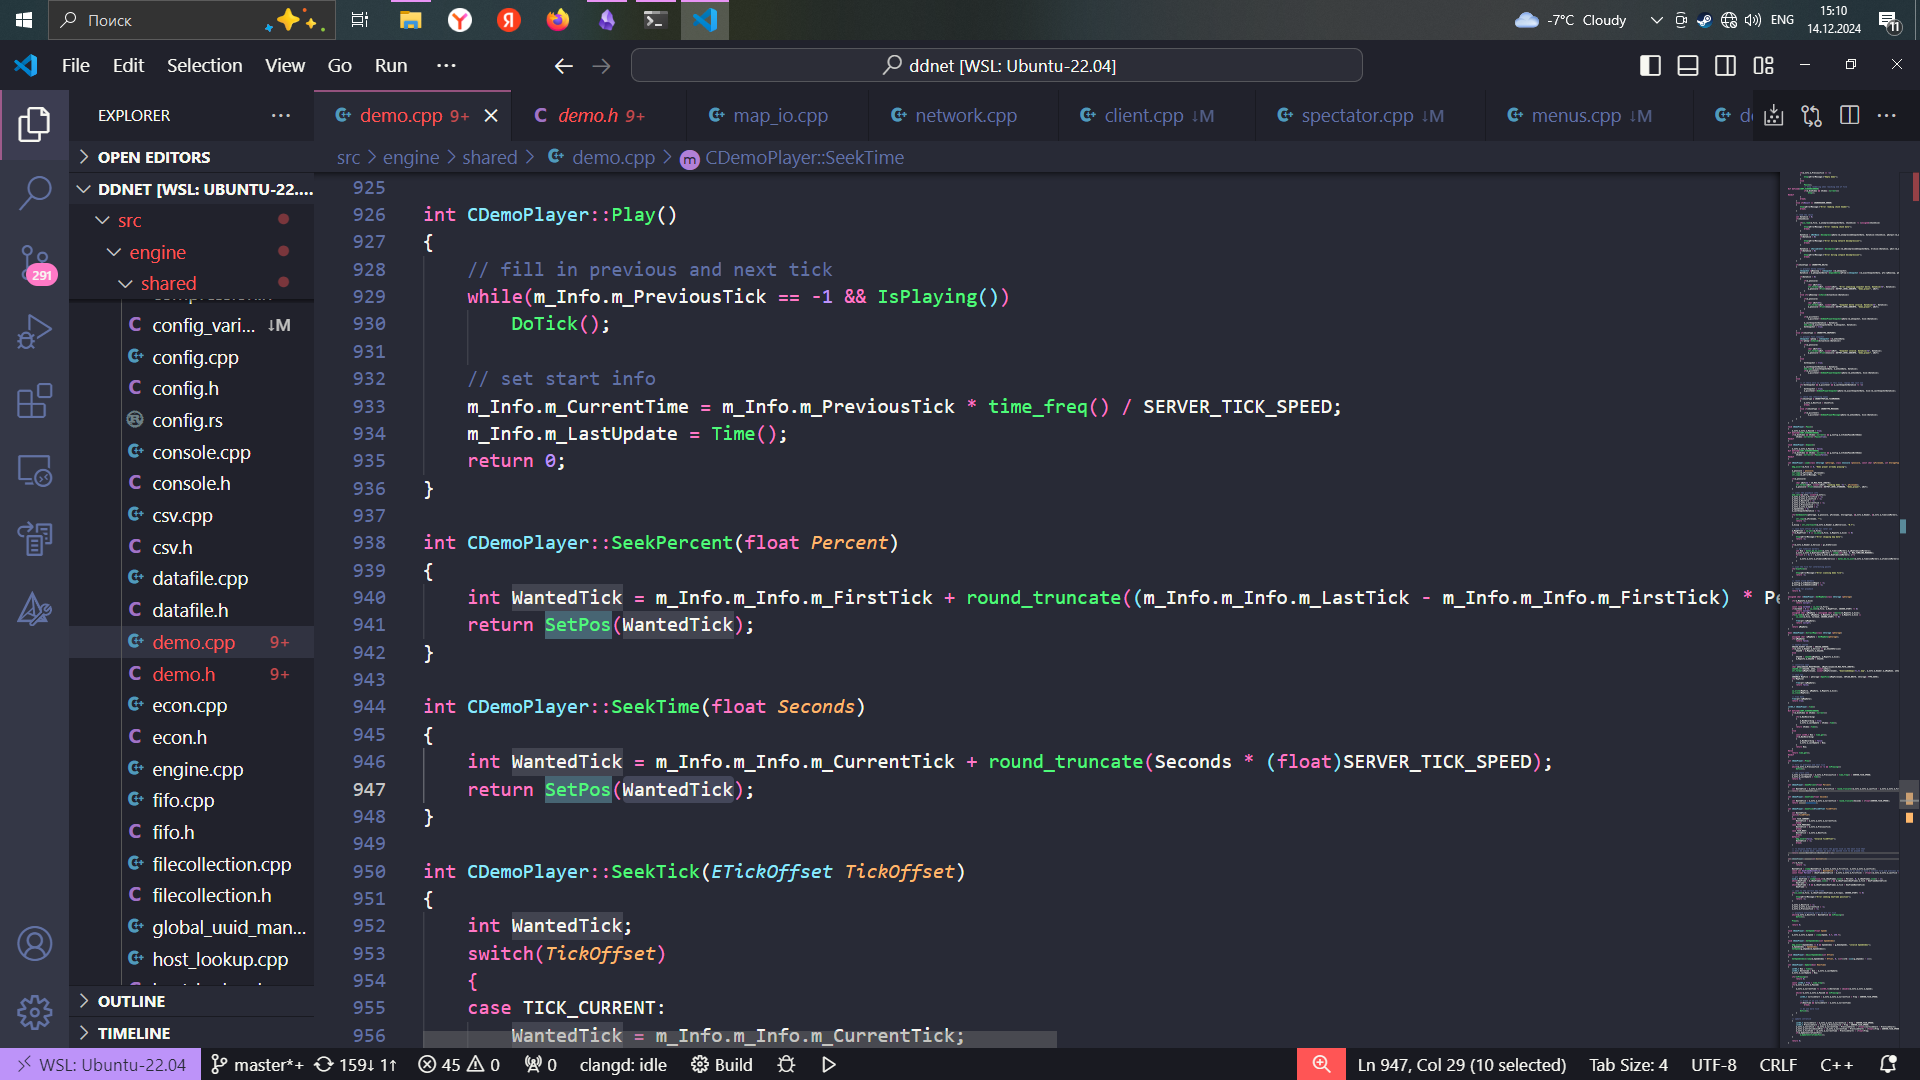 Поиск
-7°C Cloudy
ENG
15:10
14.12.2024
11
File Edit Selection View Go Run ···
ddnet [WSL: Ubuntu-22.04]
EXPLORER
demo.cpp 9+
demo.h 9+
map_io.cpp
network.cpp
client.cpp ↓M
spectator.cpp ↓M
menus.cpp ↓M
OPEN EDITORS
src > engine > shared > demo.cpp > CDemoPlayer::SeekTime
DDNET [WSL: UBUNTU-22....
src
engine
shared
291
config_vari... ↓M
config.cpp
config.h
config.rs
console.cpp
console.h
csv.cpp
csv.h
datafile.cpp
datafile.h
demo.cpp 9+
demo.h 9+
econ.cpp
econ.h
engine.cpp
fifo.cpp
fifo.h
filecollection.cpp
filecollection.h
global_uuid_man...
host_lookup.cpp
OUTLINE
TIMELINE
925
926 int CDemoPlayer::Play()
927 {
928 // fill in previous and next tick
929 while(m_Info.m_PreviousTick == -1 && IsPlaying())
930 DoTick();
931
932 // set start info
933 m_Info.m_CurrentTime = m_Info.m_PreviousTick * time_freq() / SERVER_TICK_SPEED;
934 m_Info.m_LastUpdate = Time();
935 return 0;
936 }
937
938 int CDemoPlayer::SeekPercent(float Percent)
939 {
940 int WantedTick = m_Info.m_Info.m_FirstTick + round_truncate((m_Info.m_Info.m_LastTick - m_Info.m_Info.m_FirstTick) * Pe
941 return SetPos(WantedTick);
942 }
943
944 int CDemoPlayer::SeekTime(float Seconds)
945 {
946 int WantedTick = m_Info.m_Info.m_CurrentTick + round_truncate(Seconds * (float)SERVER_TICK_SPEED);
947 return SetPos(WantedTick);
948 }
949
950 int CDemoPlayer::SeekTick(ETickOffset TickOffset)
951 {
952 int WantedTick;
953 switch(TickOffset)
954 {
955 case TICK_CURRENT:
956 WantedTick = m_Info.m_Info.m_CurrentTick;
WSL: Ubuntu-22.04 master*+ 159↓ 1↑ 45 0 0 clangd: idle Build Ln 947, Col 29 (10 selected) Tab Size: 4 UTF-8 CRLF C++